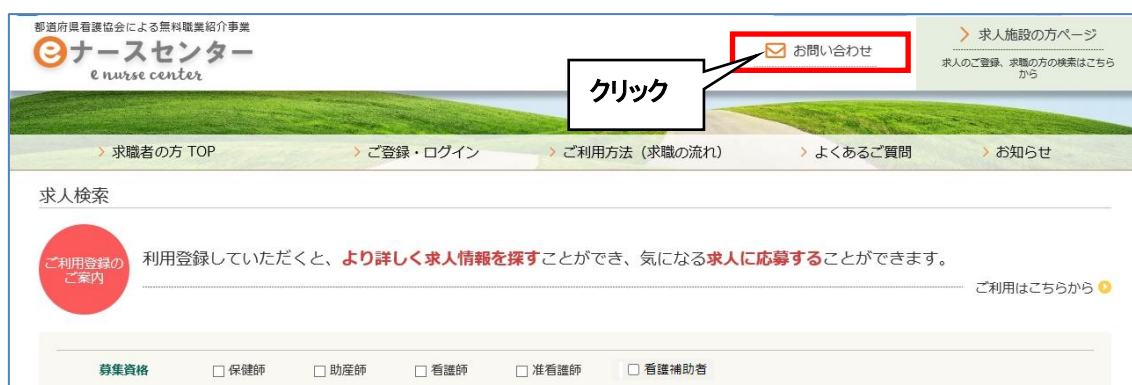 都道府県看護協会による無料職業紹介事業
eナースセンター
e nurse center
お問い合わせ
求人施設の方ページ
求人のご登録、求職の方の検索はこちら
から
クリック
求職者の方 TOP
ご登録・ログイン
ご利用方法（求職の流れ）
よくあるご質問
お知らせ
求人検索
ご利用登録の
ご案内
利用登録していただくと、より詳しく求人情報を探すことができ、気になる求人に応募することができます。
ご利用はこちらから
募集資格 保健師 助産師 看護師 准看護師 看護補助者